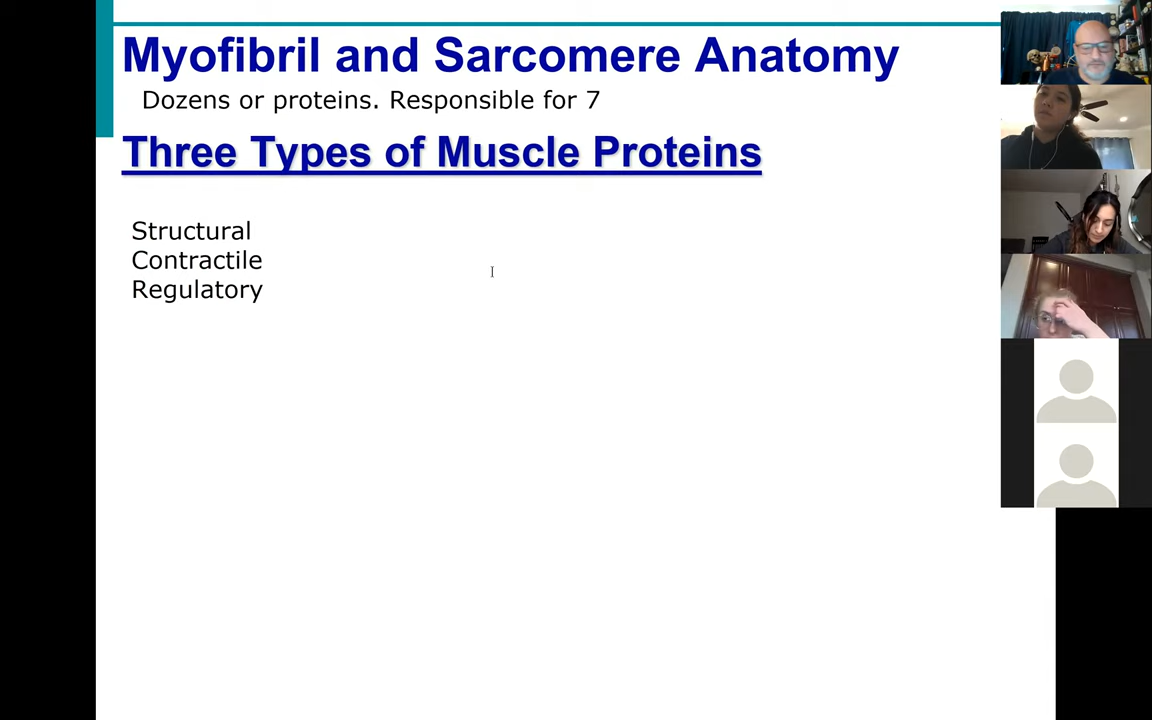 Myofibril and Sarcomere Anatomy
Dozens or proteins. Responsible for 7
Three Types of Muscle Proteins
Structural
Contractile
Regulatory